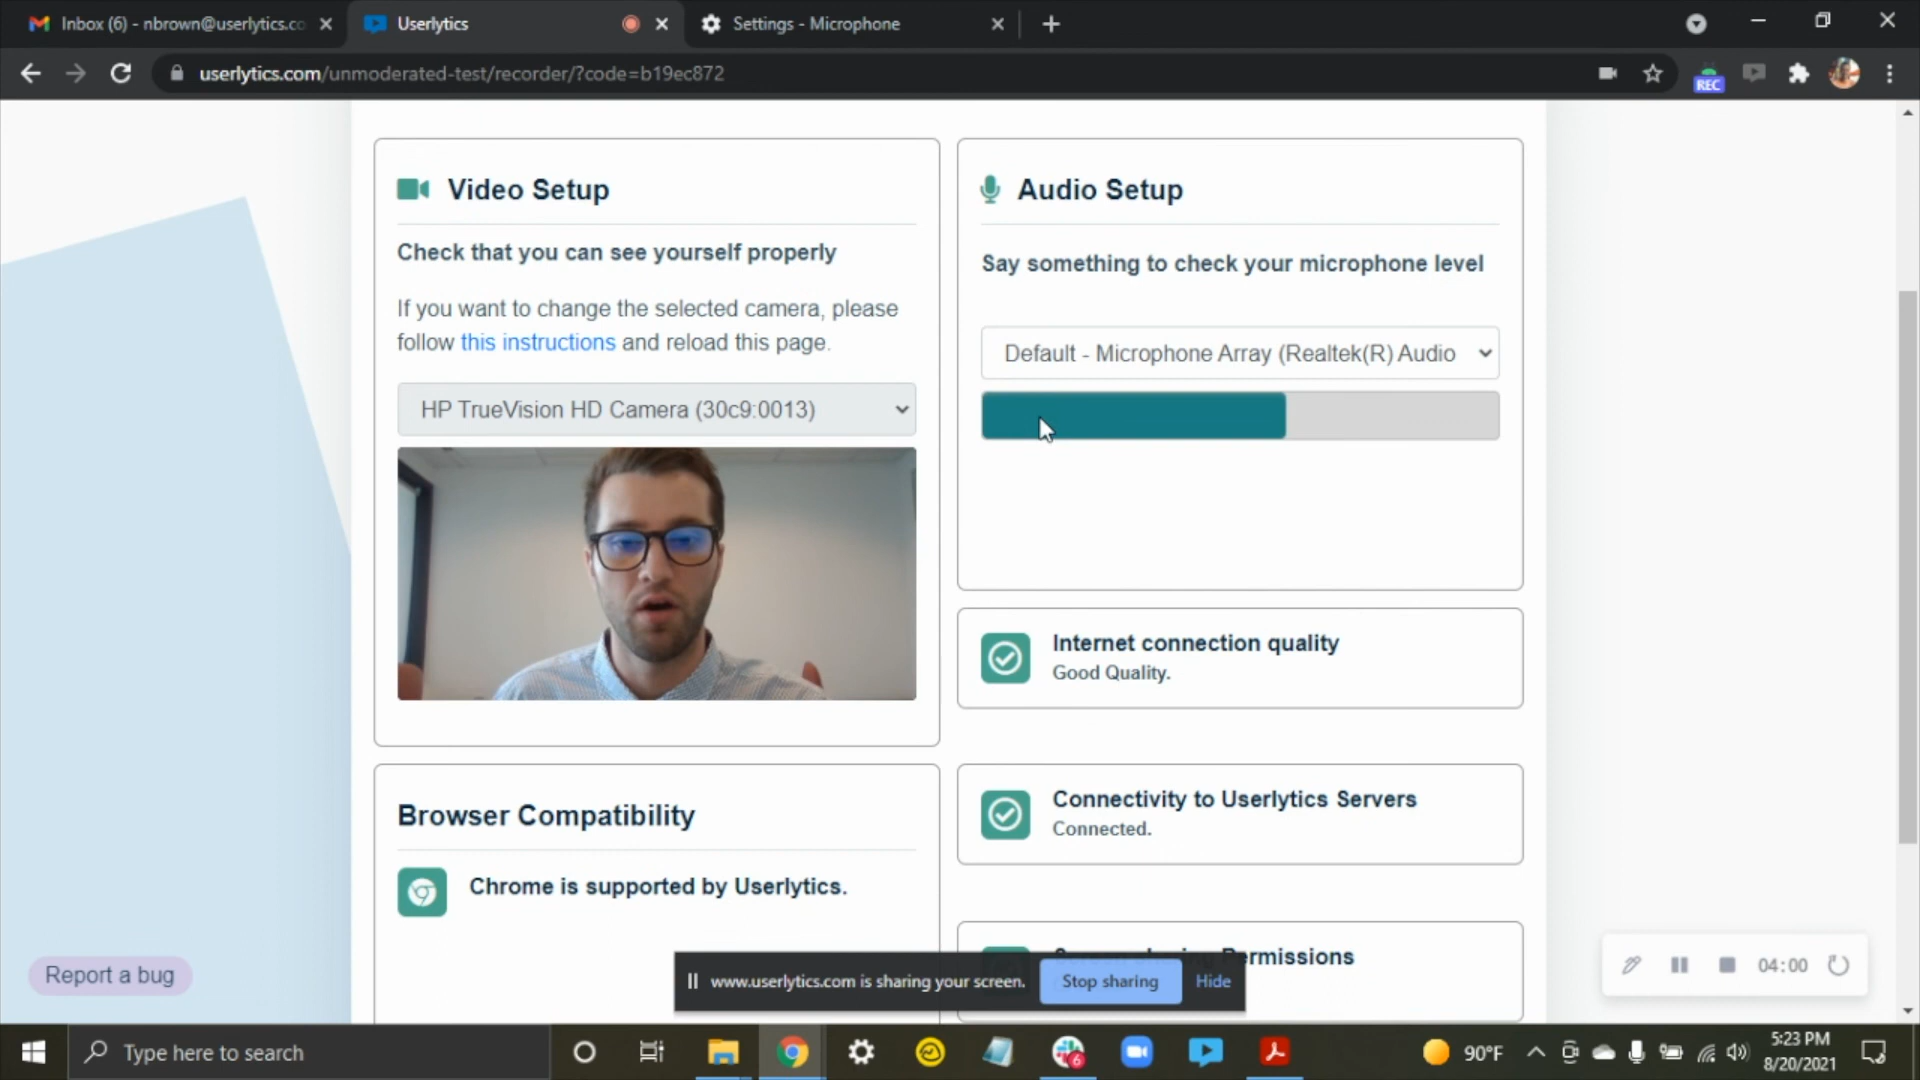 Inbox (6) - nbrown@userlytics.co
Userlytics
Settings - Microphone
userlytics.com/unmoderated-test/recorder/?code=b19ec872
REC
Video Setup
Check that you can see yourself properly
If you want to change the selected camera, please
follow this instructions and reload this page.
HP TrueVision HD Camera (30c9:0013)
Audio Setup
Say something to check your microphone level
Default - Microphone Array (Realtek(R) Audio
Internet connection quality
Good Quality.
Connectivity to Userlytics Servers
Connected.
Browser Compatibility
Chrome is supported by Userlytics.
Screen sharing Permissions
www.userlytics.com is sharing your screen.
Stop sharing
Hide
Report a bug
04:00
Type here to search
6
90°F
5:23 PM
8/20/2021